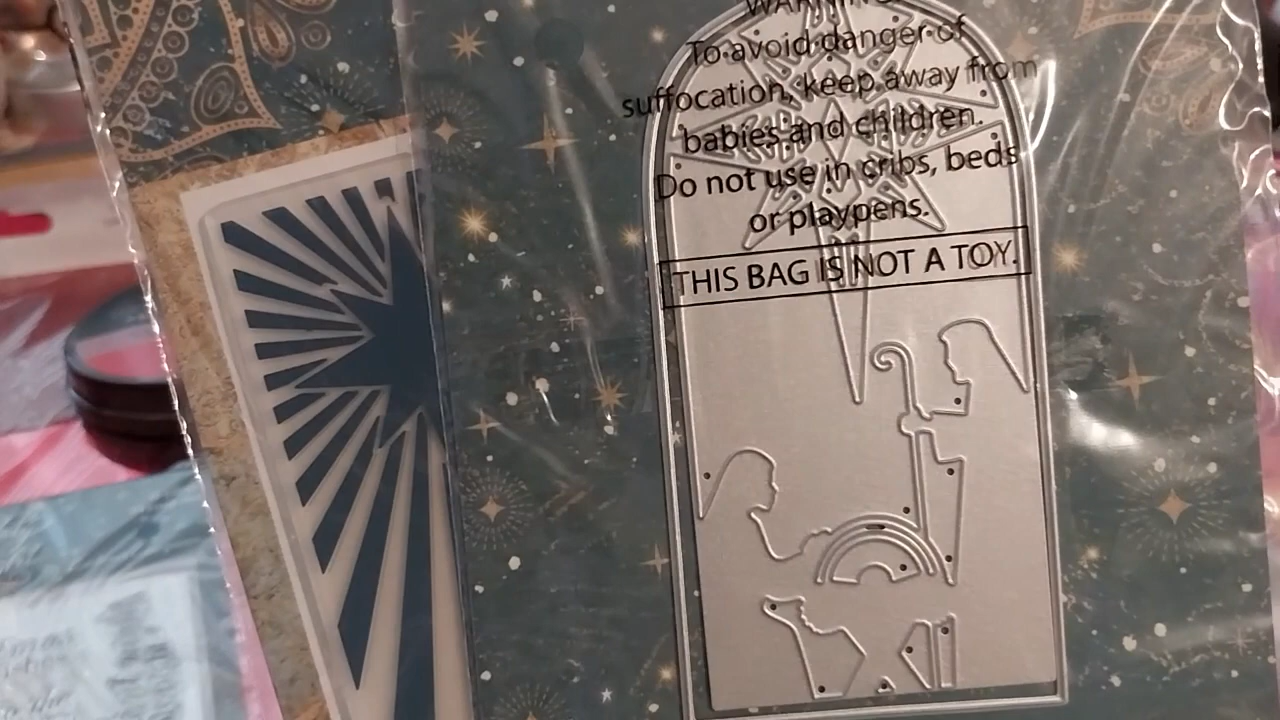 To avoid danger of
suffocation, keep away from
babies and children.
Do not use in cribs, beds
or playpens.
THIS BAG IS NOT A TOY.